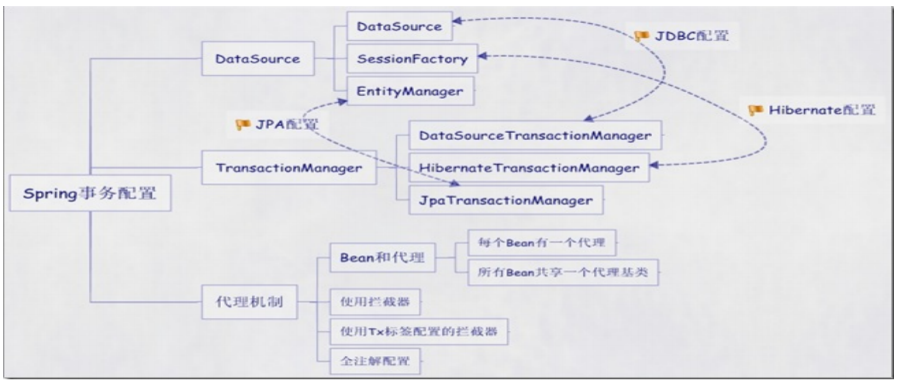 DataSource
JDBC配置
DataSource
SessionFactory
EntityManager
Hibernate配置
JPA配置
DataSourceTransactionManager
TransactionManager
HibernateTransactionManager
Spring事务配置
JpaTransactionManager
每个Bean有一个代理
Bean和代理
所有Bean共享一个代理基类
代理机制
使用拦截器
使用Tx标签配置的拦截器
全注解配置